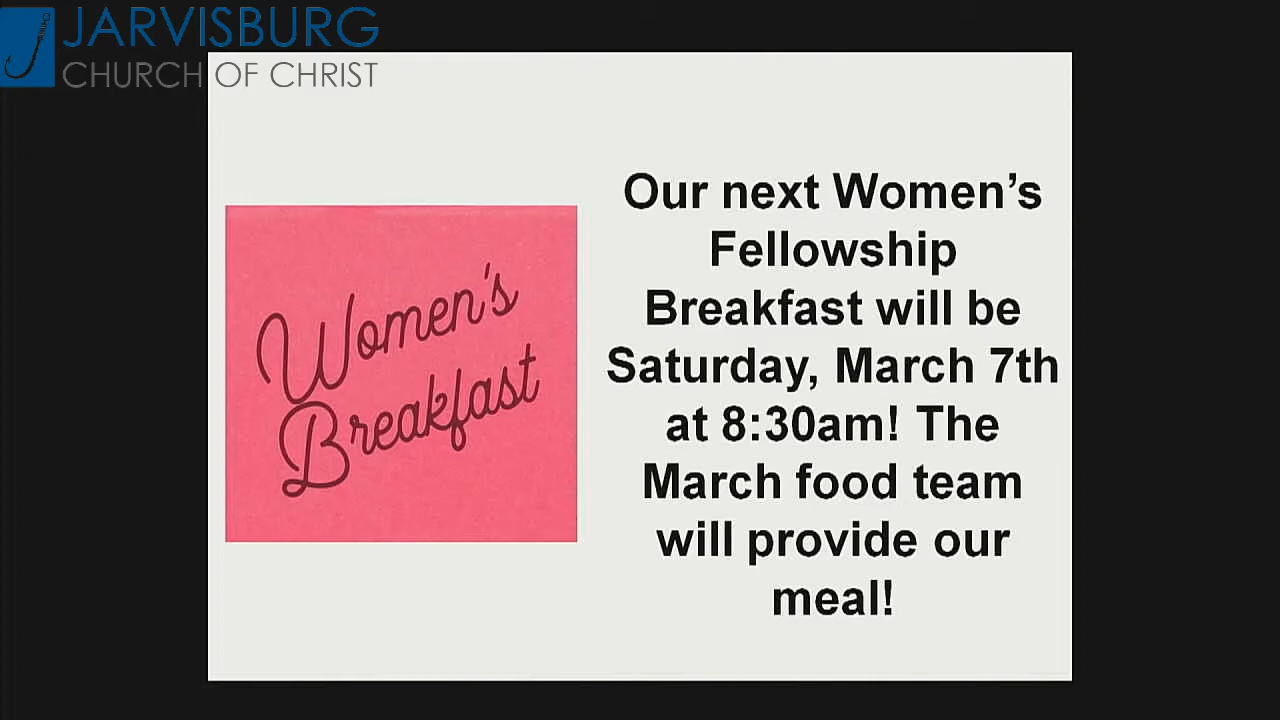 JARVISBURG
CHURCH OF CHRIST
Women's
Breakfast
Our next Women’s
Fellowship
Breakfast will be
Saturday, March 7th
at 8:30am! The
March food team
will provide our
meal!